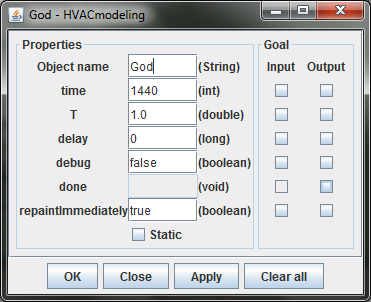 God - HVACmodeling
Properties
Goal
Object name God (String) Input Output
time 1440 (int)
T 1.0 (double)
delay 0 (long)
debug false (boolean)
done (void)
repaintImmediately true (boolean)
Static
OK Close Apply Clear all